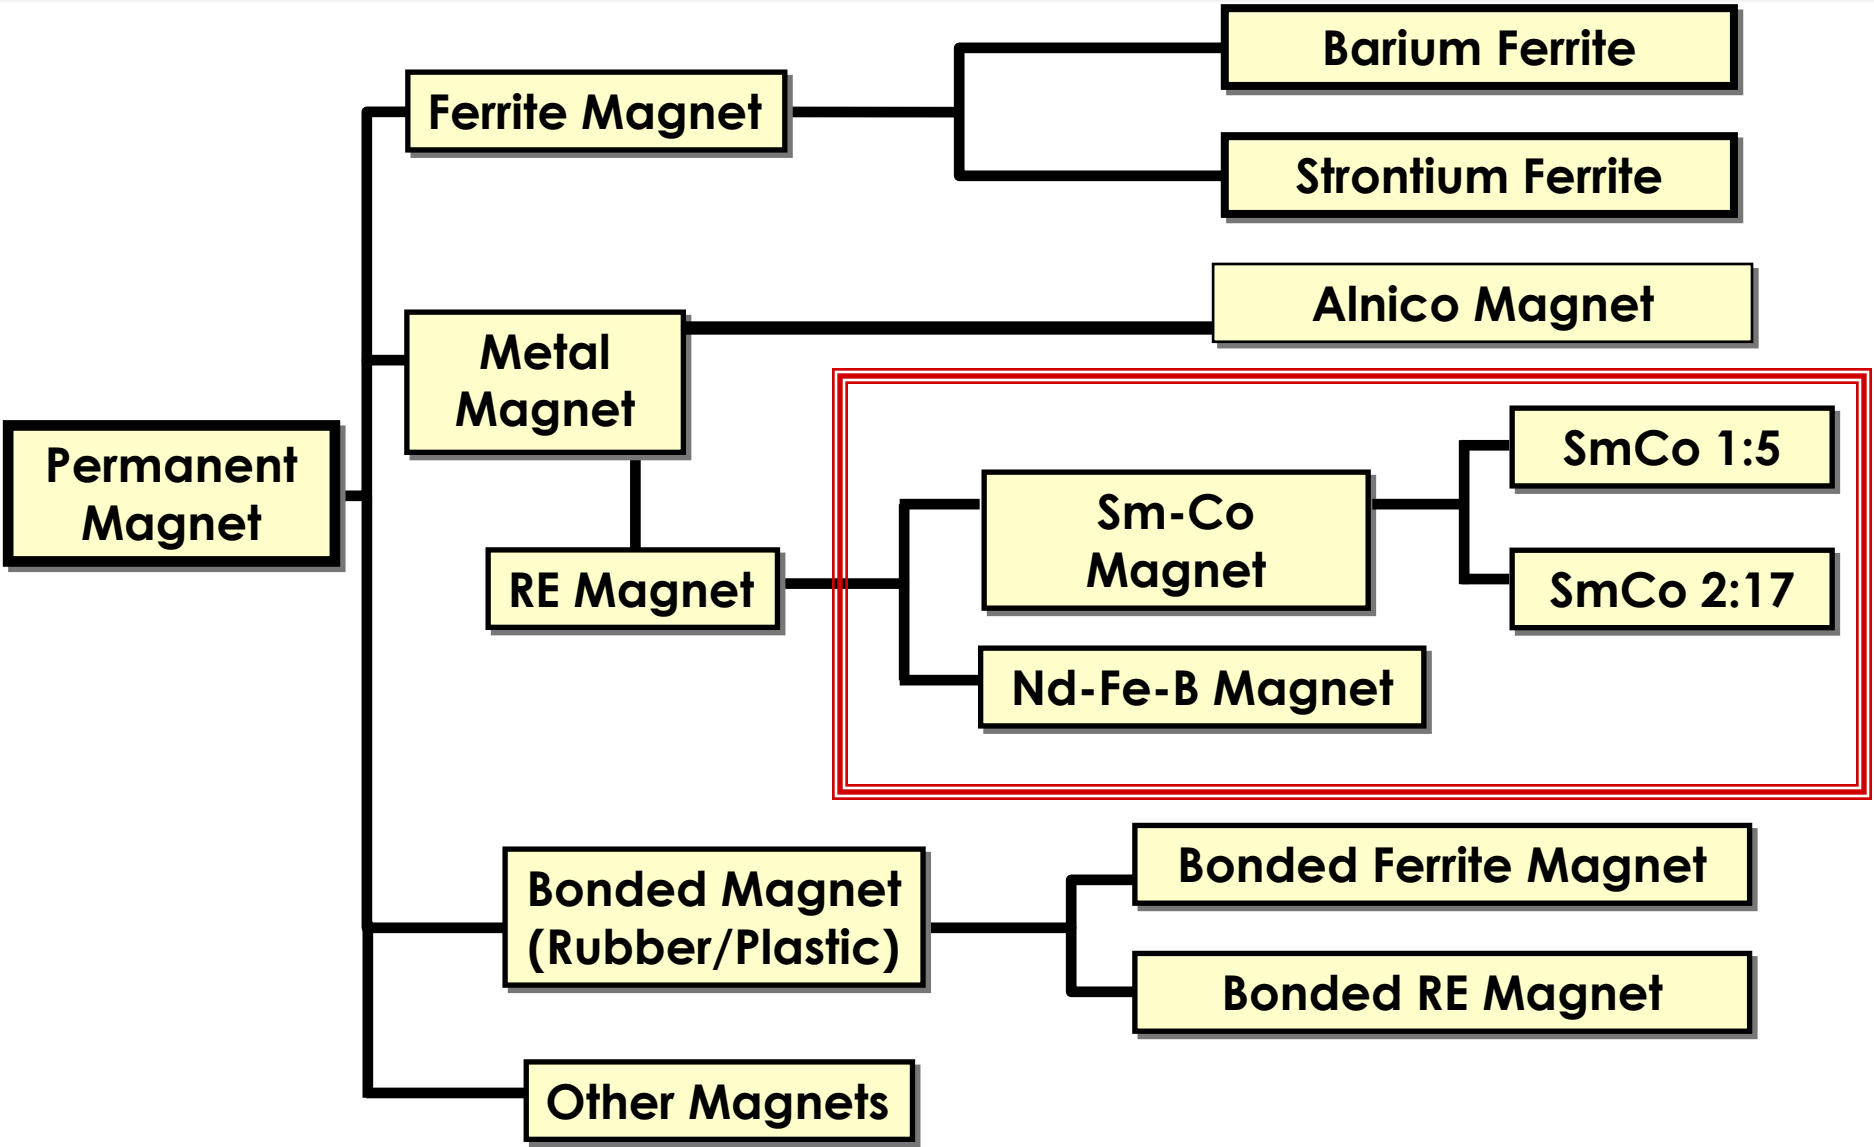 Barium Ferrite
Ferrite Magnet
Strontium Ferrite
Alnico Magnet
Metal
Magnet
Permanent
Magnet
SmCo 1:5
Sm-Co
Magnet
RE Magnet
SmCo 2:17
Nd-Fe-B Magnet
Bonded Ferrite Magnet
Bonded Magnet
(Rubber/Plastic)
Bonded RE Magnet
Other Magnets